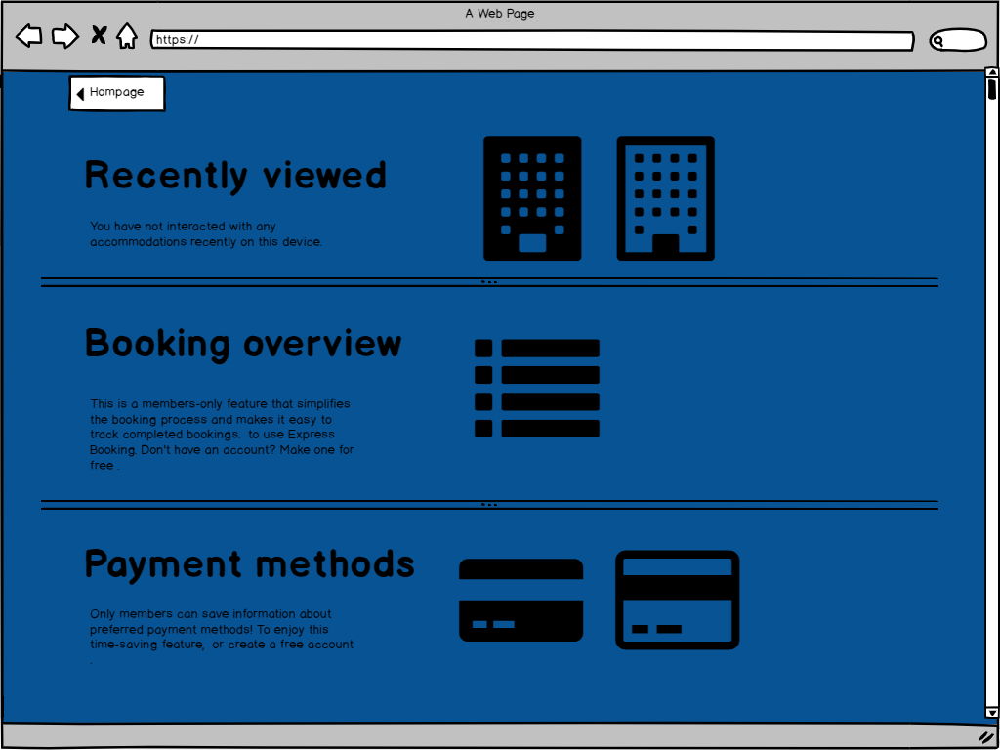 A Web Page
https://
Hompage
Recently viewed
You have not interacted with any
accommodations recently on this device.
Booking overview
This is a members-only feature that simplifies
the booking process and makes it easy to
track completed bookings.  to use Express
Booking. Don't have an account? Make one for
free .
Payment methods
Only members can save information about
preferred payment methods! To enjoy this
time-saving feature,  or create a free account
.